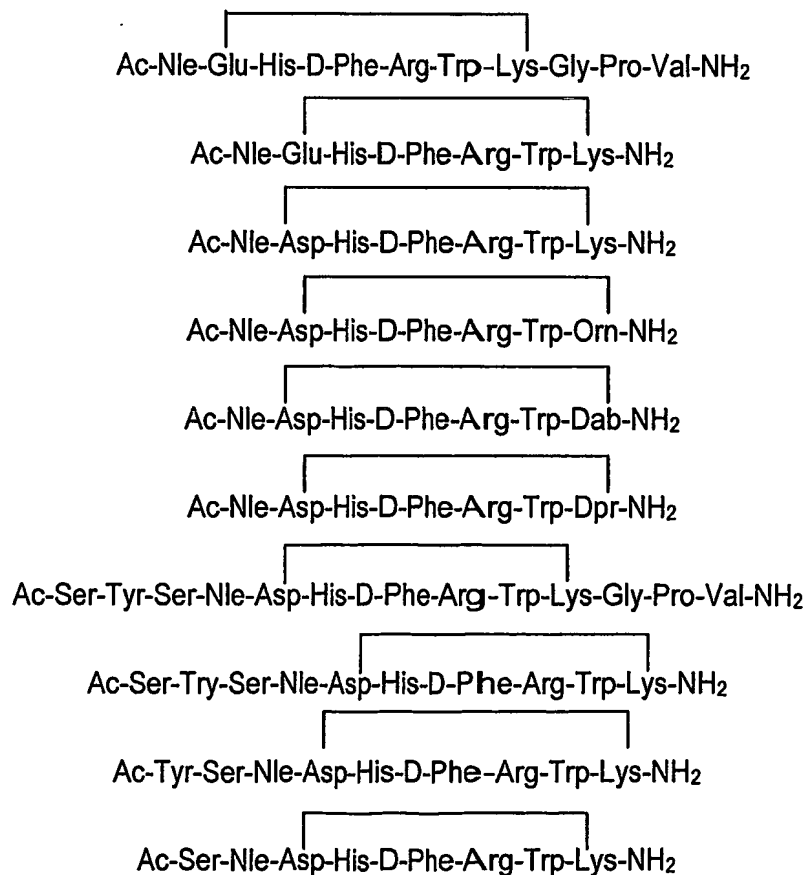 Ac-Nle-Glu-His-D-Phe-Arg-Trp-Lys-Gly-Pro-Val-NH₂
Ac-Nle-Glu-His-D-Phe-Arg-Trp-Lys-NH₂
Ac-Nle-Asp-His-D-Phe-Arg-Trp-Lys-NH₂
Ac-Nle-Asp-His-D-Phe-Arg-Trp-Orn-NH₂
Ac-Nle-Asp-His-D-Phe-Arg-Trp-Dab-NH₂
Ac-Nle-Asp-His-D-Phe-Arg-Trp-Dpr-NH₂
Ac-Ser-Tyr-Ser-Nle-Asp-His-D-Phe-Arg-Trp-Lys-Gly-Pro-Val-NH₂
Ac-Ser-Try-Ser-Nle-Asp-His-D-Phe-Arg-Trp-Lys-NH₂
Ac-Tyr-Ser-Nle-Asp-His-D-Phe-Arg-Trp-Lys-NH₂
Ac-Ser-Nle-Asp-His-D-Phe-Arg-Trp-Lys-NH₂